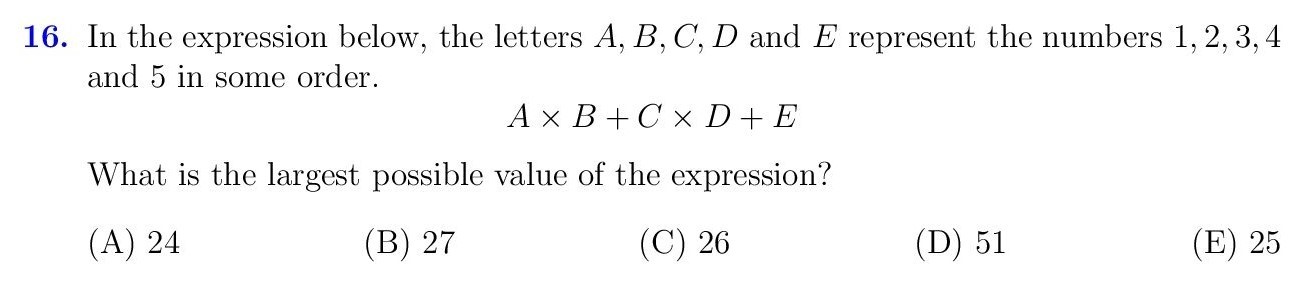 16. In the expression below, the letters A, B, C, D and E represent the numbers 1, 2, 3, 4
and 5 in some order.
A × B + C × D + E
What is the largest possible value of the expression?
(A) 24 (B) 27 (C) 26 (D) 51 (E) 25